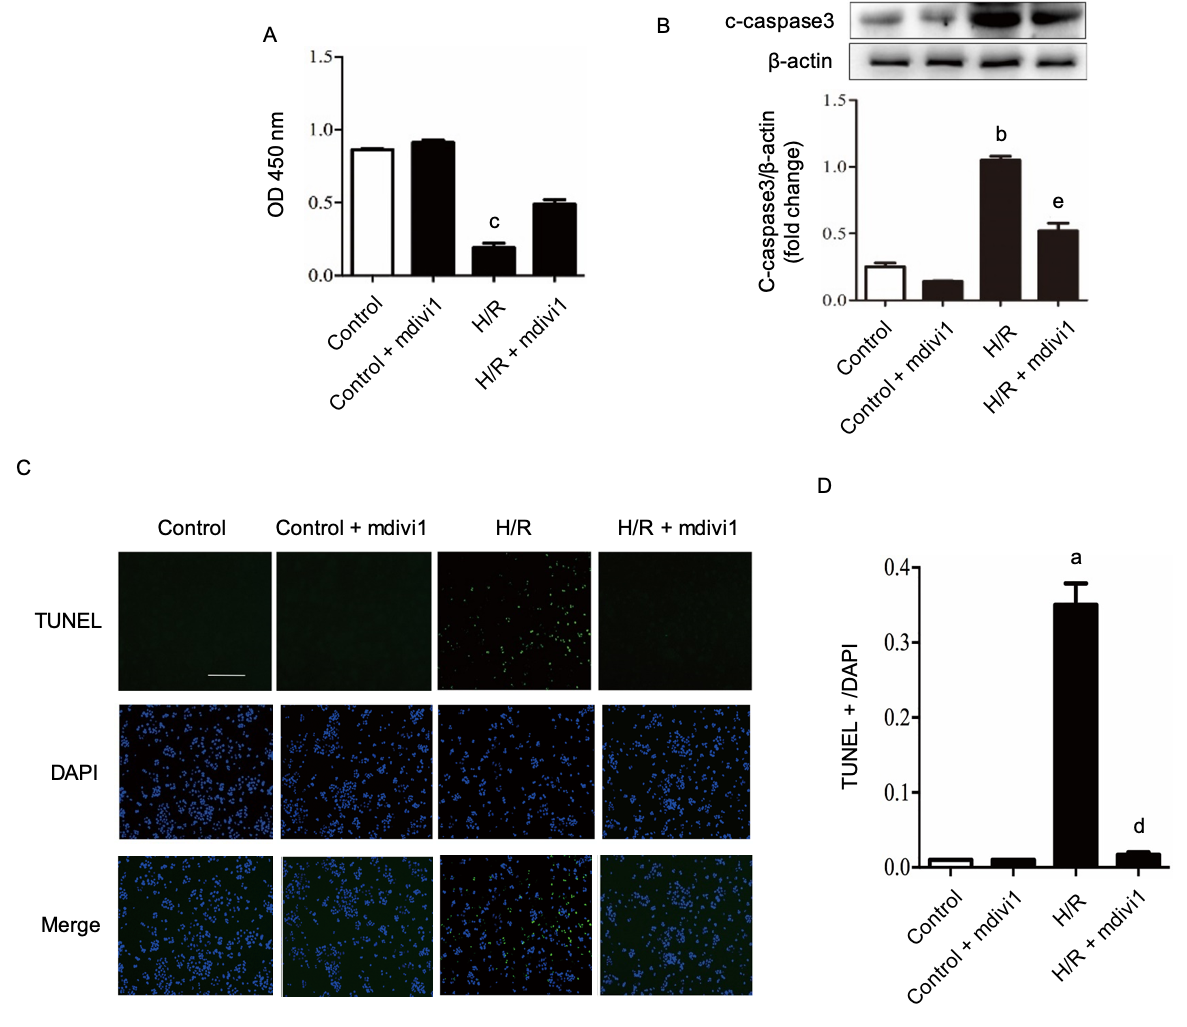 A
1.5
1.0
0.5
0.0
OD 450 nm
c
Control
Control + mdivi1
H/R
H/R + mdivi1
B
c-caspase3
β-actin
1.5
1.0
0.5
0.0
C-caspase3/β-actin
(fold change)
b
e
Control
Control + mdivi1
H/R
H/R + mdivi1
C
Control
Control + mdivi1
H/R
H/R + mdivi1
TUNEL
DAPI
Merge
D
0.4
0.3
0.2
0.1
0.0
TUNEL + /DAPI
a
d
Control
Control + mdivi1
H/R
H/R + mdivi1